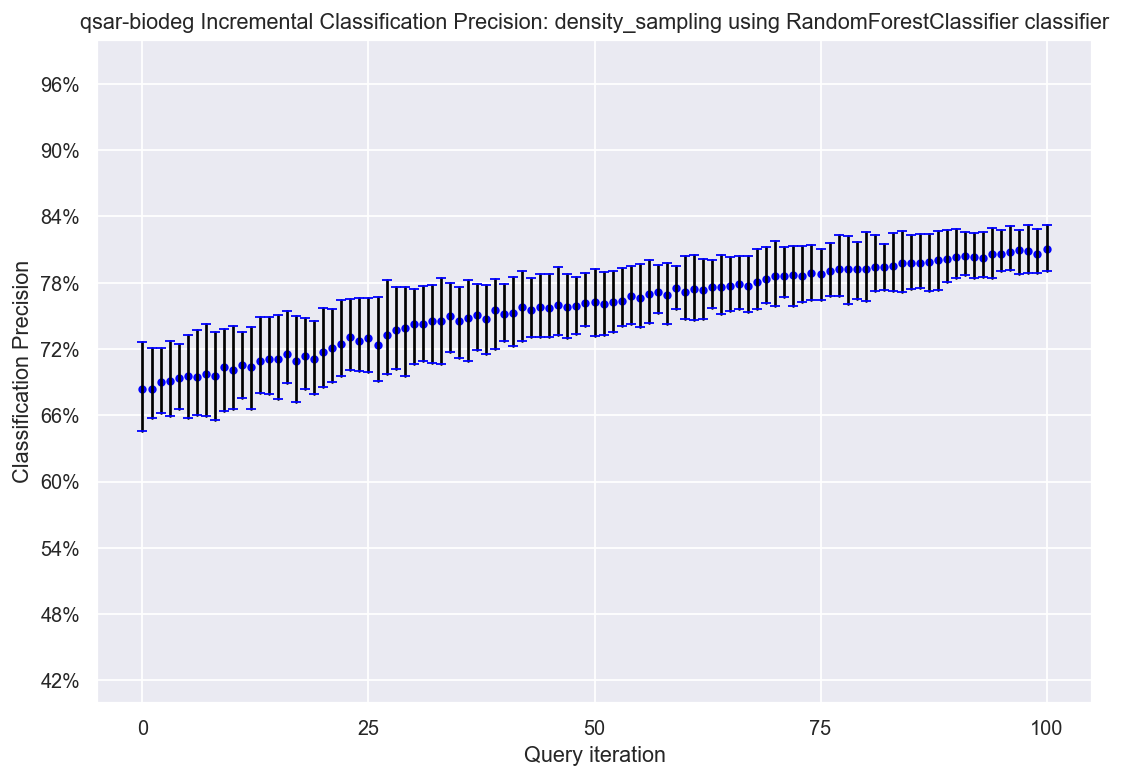 qsar-biodeg Incremental Classification Precision: density_sampling using RandomForestClassifier classifier
96%
90%
84%
78%
72%
66%
60%
54%
48%
42%
Classification Precision
0 25 50 75 100
Query iteration